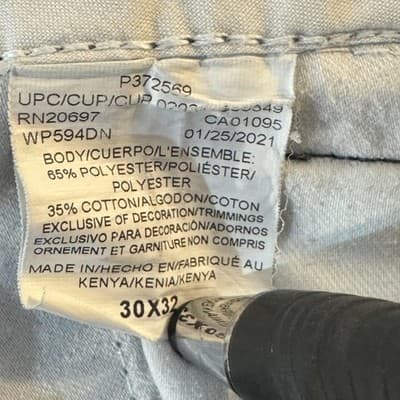 P372569
UPC/CUP/CUP
RN20697 CA01095
WP594DN 01/25/2021
BODY/CUERPO/L'ENSEMBLE:
65% POLYESTER/POLIÉSTER/
POLYESTER
35% COTTON/ALGODON/COTON
EXCLUSIVE OF DECORATION/TRIMMINGS
EXCLUSIVO PARA DECORACIÓN/ADORNOS
ORNEMENT ET GARNITURE NON COMPRIS
MADE IN/HECHO EN/FABRIQUÉ AU
KENYA/KENIA/KENYA
30X32